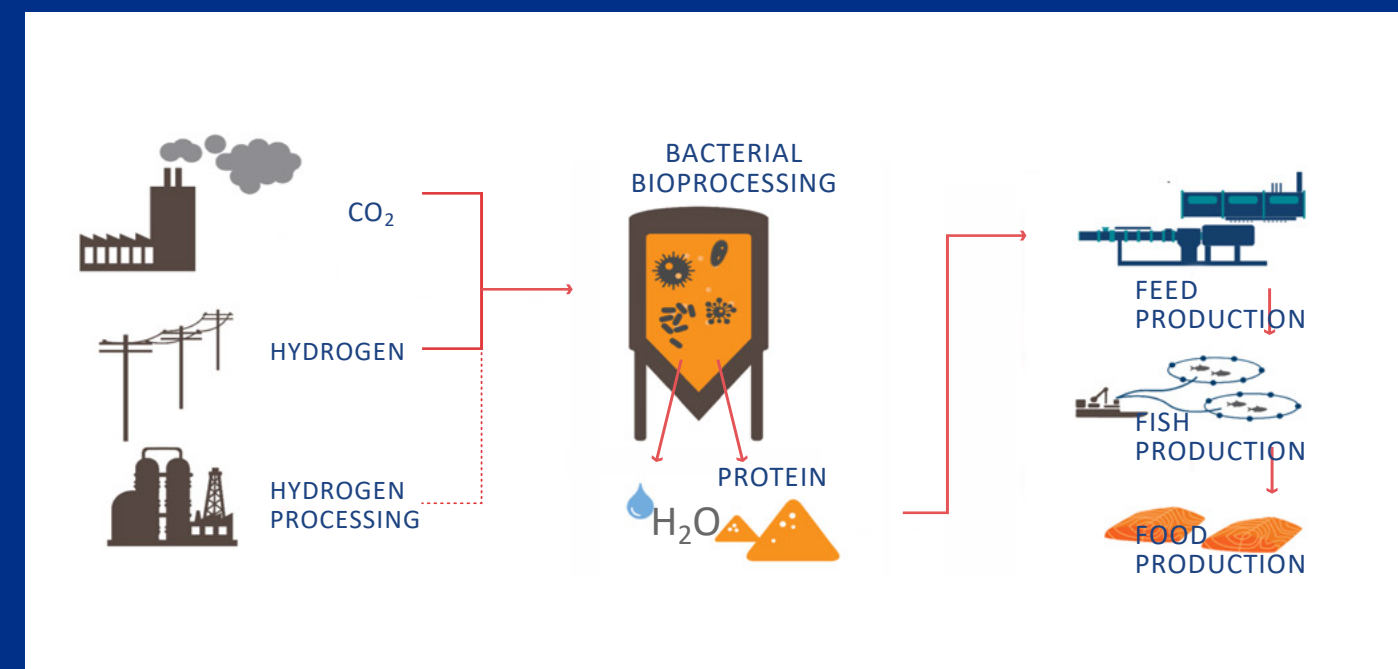 CO₂
HYDROGEN
HYDROGEN
PROCESSING
BACTERIAL
BIOPROCESSING
PROTEIN
H₂O
FEED
PRODUCTION
FISH
PRODUCTION
FOOD
PRODUCTION